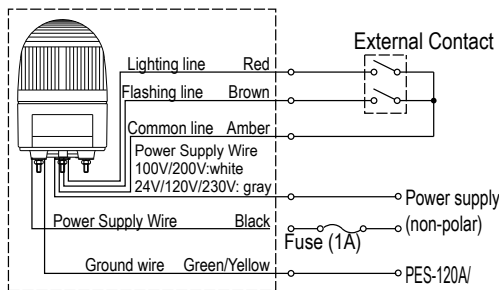 External Contact
Lighting line Red
Flashing line Brown
Common line Amber
Power Supply Wire
100V/200V:white
24V/120V/230V: gray
Power supply
(non-polar)
Power Supply Wire Black
Fuse (1A)
Ground wire Green/Yellow
PES-120A/